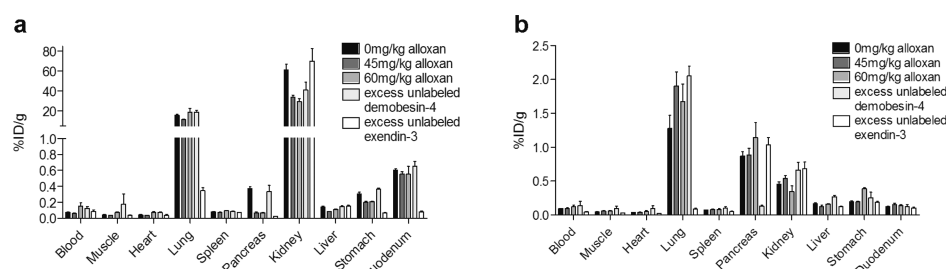 a
%ID/g
80
60
40
20
1.0
0.8
0.6
0.4
0.2
0.0
0mg/kg alloxan
45mg/kg alloxan
60mg/kg alloxan
excess unlabeled
demobesin-4
excess unlabeled
exendin-3
Blood
Muscle
Heart
Lung
Spleen
Pancreas
Kidney
Liver
Stomach
uodenum
b
%ID/g
2.5
2.0
1.5
1.0
0.5
0.0
0mg/kg alloxan
45mg/kg alloxan
60mg/kg alloxan
excess unlabeled
demobesin-4
excess unlabeled
exendin-3
Blood
Muscle
Heart
Lung
Spleen
Pancreas
Kidney
Liver
Stomach
Duodenum